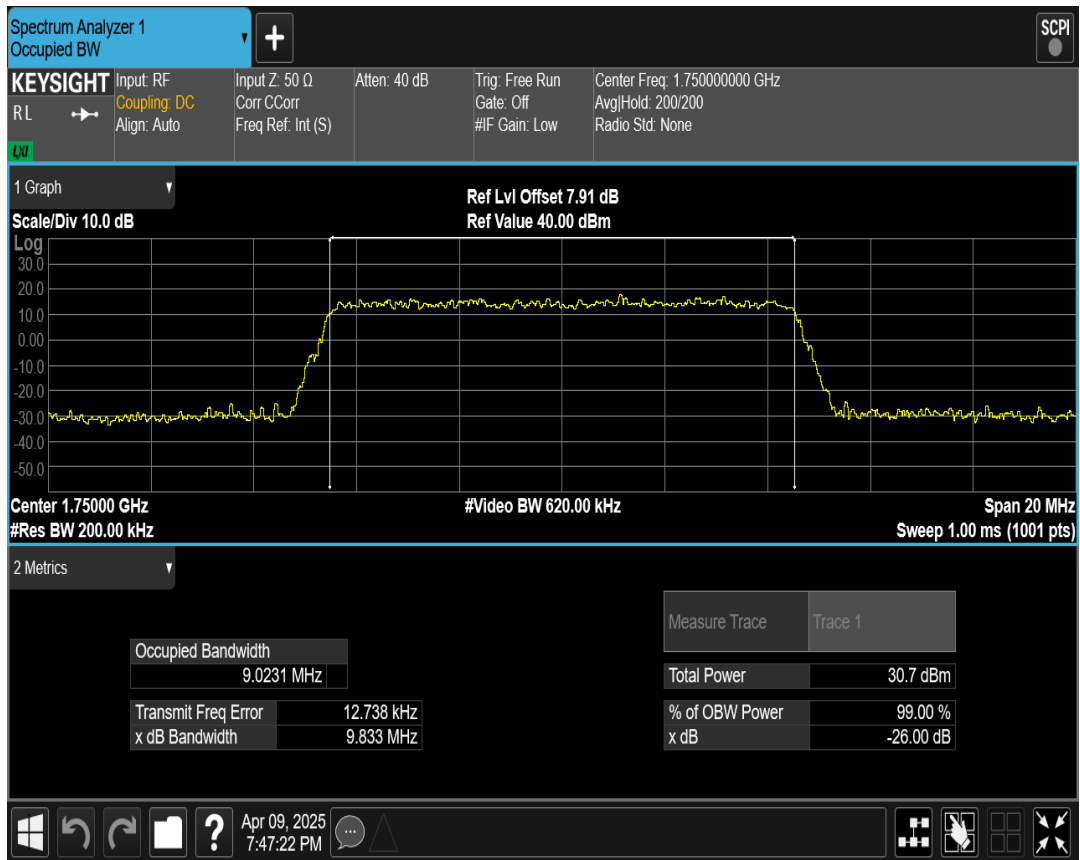 Spectrum Analyzer 1
Occupied BW
+
SCPI
KEYSIGHT
RL
LXI
Input: RF
Coupling: DC
Align: Auto
Input Z: 50 Ω
Corr CCorr
Freq Ref: Int (S)
Atten: 40 dB
Trig: Free Run
Gate: Off
#IF Gain: Low
Center Freq: 1.750000000 GHz
Avg|Hold: 200/200
Radio Std: None
1 Graph
Ref Lvl Offset 7.91 dB
Scale/Div 10.0 dB
Ref Value 40.00 dBm
Log
30.0
20.0
10.0
0.00
-10.0
-20.0
-30.0
-40.0
-50.0
Center 1.75000 GHz
#Video BW 620.00 kHz
Span 20 MHz
#Res BW 200.00 kHz
Sweep 1.00 ms (1001 pts)
2 Metrics
Measure Trace Trace 1
Occupied Bandwidth
9.0231 MHz
Total Power 30.7 dBm
Transmit Freq Error 12.738 kHz
% of OBW Power 99.00 %
x dB Bandwidth 9.833 MHz
x dB -26.00 dB
?
Apr 09, 2025
7:47:22 PM